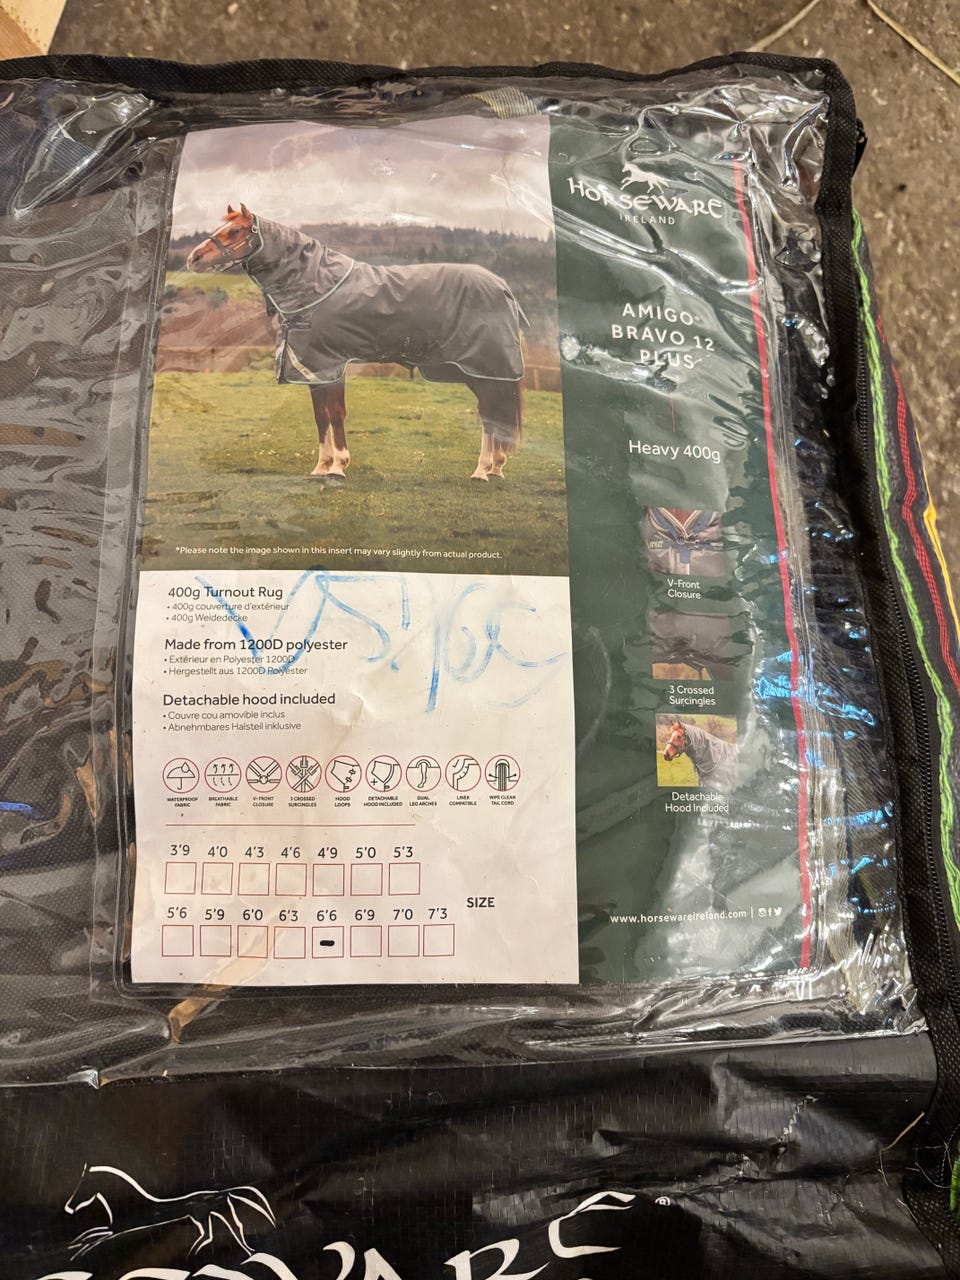 HORSEWARE
IRELAND
AMIGO®
BRAVO 12
PLUS
Heavy 400g
V-Front
Closure
3 Crossed
Surcingles
Detachable
Hood Included
www.horsewareireland.com
*Please note the image shown in this insert may vary slightly from actual product.
400g Turnout Rug
• 400g couverture d'extérieur
• 400g Weidedecke
Made from 1200D polyester
• Extérieur en Polyester 1200D
• Hergestellt aus 1200D Polyester
Detachable hood included
• Couvre cou amovible inclus
• Abnehmbares Halsteil inklusive
WATERPROOF FABRIC
BREATHABLE FABRIC
V-FRONT CLOSURE
3 CROSSED SURCINGLES
HOOD LOOPS
DETACHABLE HOOD INCLUDED
DUAL LEG ARCHES
LINER COMPATIBLE
WIPE CLEAN TAIL CORD
3'9 4'0 4'3 4'6 4'9 5'0 5'3
SIZE
5'6 5'9 6'0 6'3 6'6 6'9 7'0 7'3